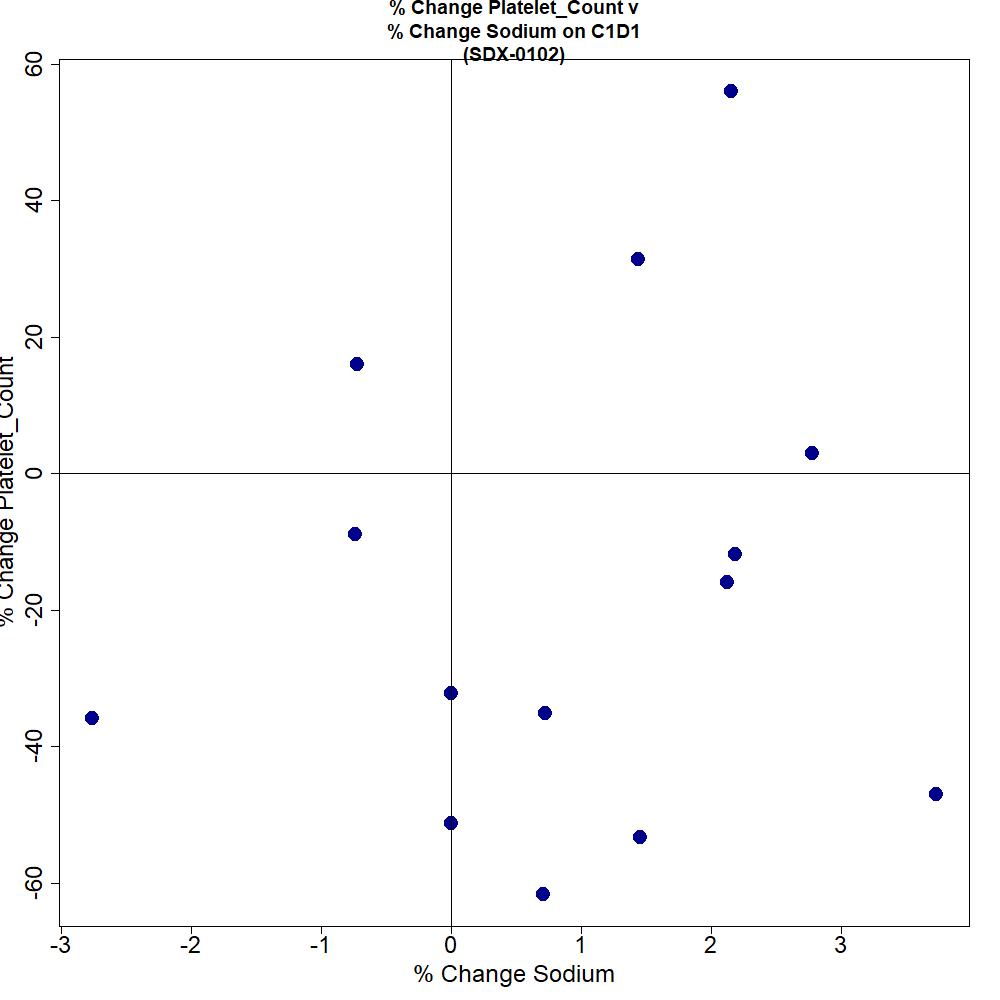 % Change Platelet_Count v
% Change Sodium on C1D1
(SDX-0102)
60
40
20
0
-20
-40
-60
% Change Platelet_Count
-3
-2
-1
0
1
2
3
% Change Sodium